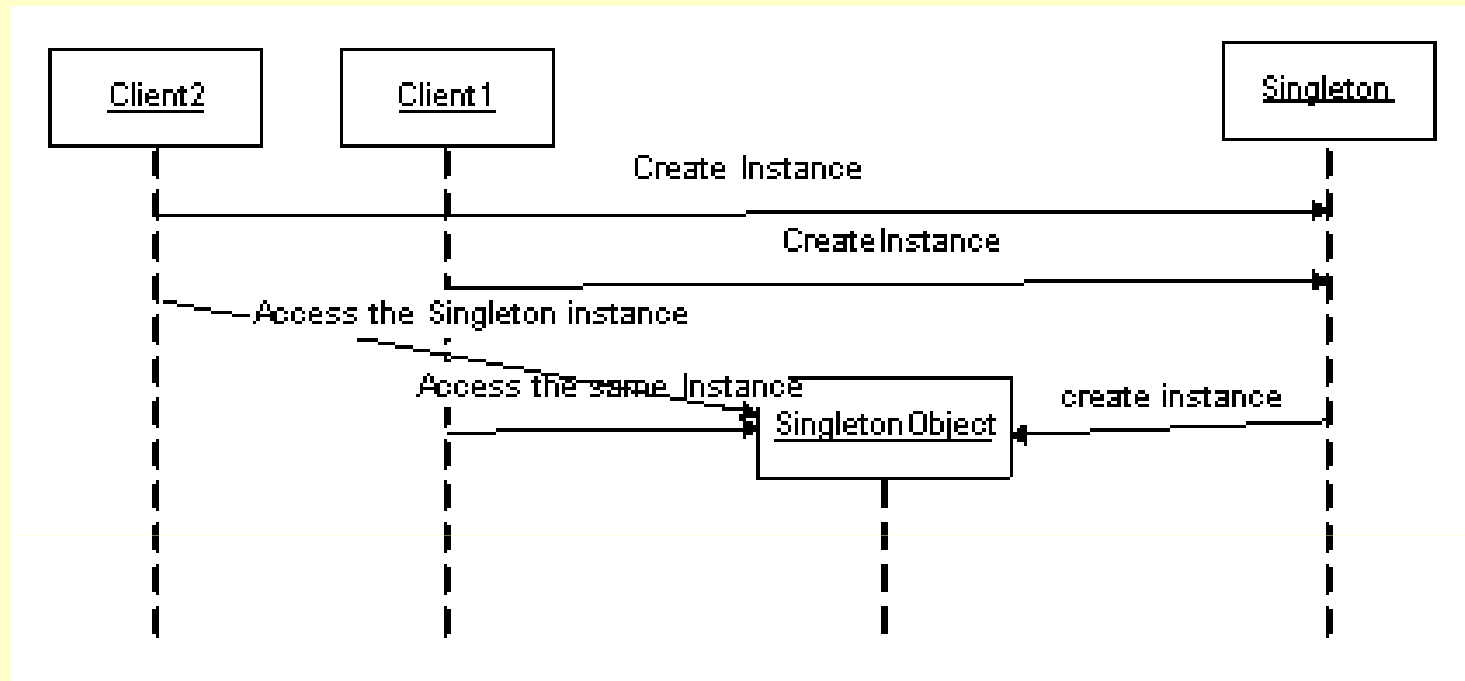 Client2
Client1
Singleton
Create Instance
CreateInstance
Access the Singleton instance
Access the same Instance
create instance
SingletonObject